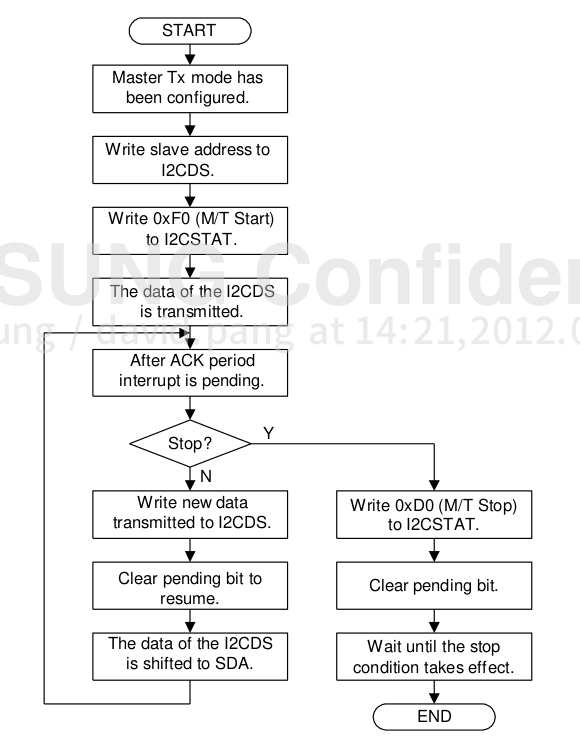 START
Master Tx mode has
been configured.
Write slave address to
I2CDS.
Write 0xF0 (M/T Start)
to I2CSTAT.
SUNG Confiden
The data of the I2CDS
is transmitted.
ung / david.pang at 14:21,2012.0
After ACK period
interrupt is pending.
Stop?
Y
N
Write new data
transmitted to I2CDS.
Clear pending bit to
resume.
The data of the I2CDS
is shifted to SDA.
Write 0xD0 (M/T Stop)
to I2CSTAT.
Clear pending bit.
Wait until the stop
condition takes effect.
END